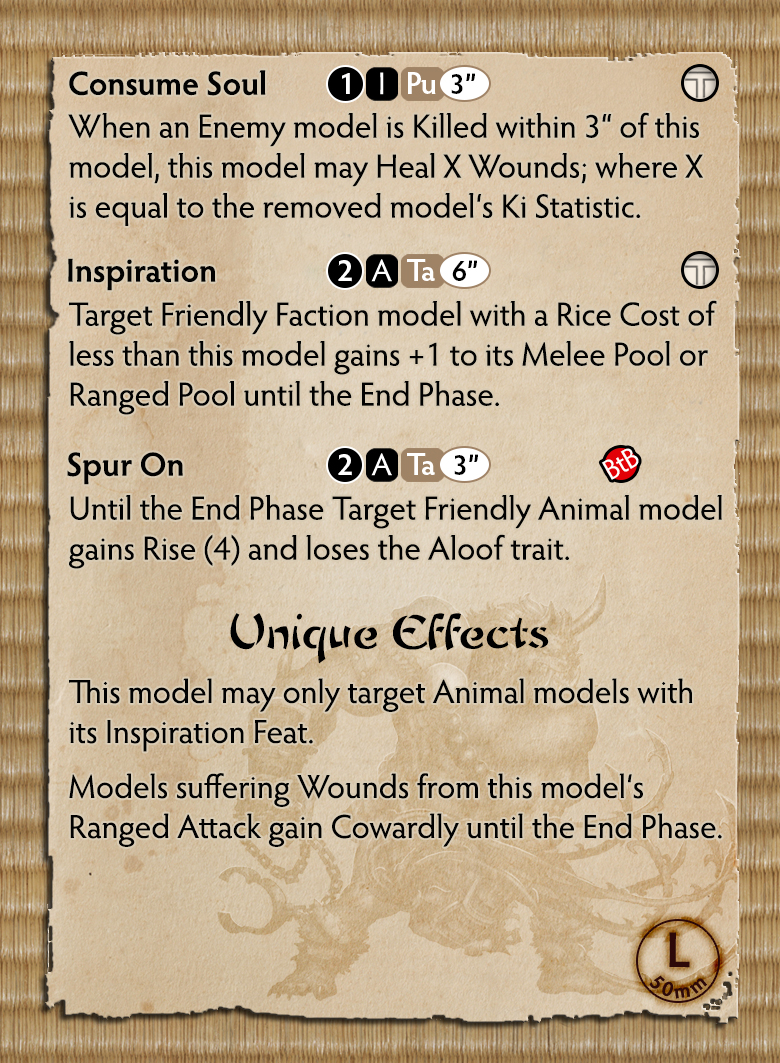 Consume Soul 1 I Pu 3" T
When an Enemy model is Killed within 3" of this
model, this model may Heal X Wounds; where X
is equal to the removed model's Ki Statistic.
Inspiration 2 A Ta 6" T
Target Friendly Faction model with a Rice Cost of
less than this model gains +1 to its Melee Pool or
Ranged Pool until the End Phase.
Spur On 2 A Ta 3" BtB
Until the End Phase Target Friendly Animal model
gains Rise (4) and loses the Aloof trait.
Unique Effects
This model may only target Animal models with
its Inspiration Feat.
Models suffering Wounds from this model's
Ranged Attack gain Cowardly until the End Phase.
L
50mm